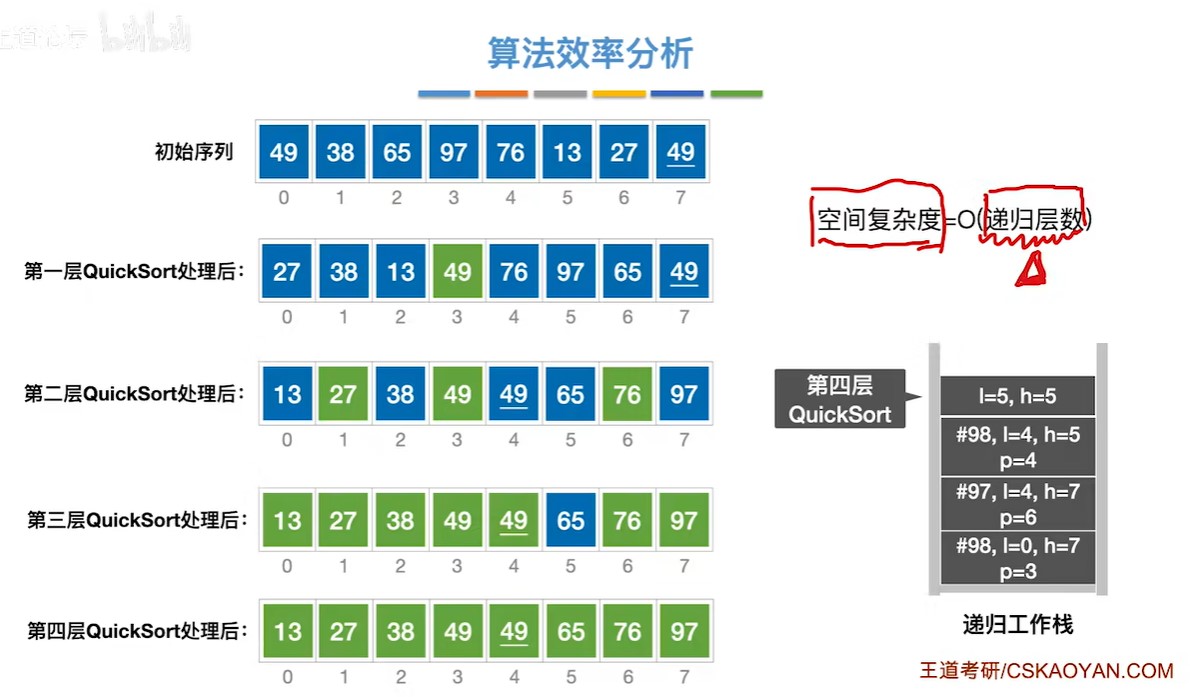 算法效率分析
初始序列
49 38 65 97 76 13 27 49
0 1 2 3 4 5 6 7
空间复杂度=O(递归层数)
第一层QuickSort处理后:
27 38 13 49 76 97 65 49
0 1 2 3 4 5 6 7
第二层QuickSort处理后:
13 27 38 49 49 65 76 97
0 1 2 3 4 5 6 7
第三层QuickSort处理后:
13 27 38 49 49 65 76 97
0 1 2 3 4 5 6 7
第四层QuickSort处理后:
13 27 38 49 49 65 76 97
0 1 2 3 4 5 6 7
第四层
QuickSort
l=5, h=5
#98, l=4, h=5
p=4
#97, l=4, h=7
p=6
#98, l=0, h=7
p=3
递归工作栈
王道考研/CSKAOYAN.COM